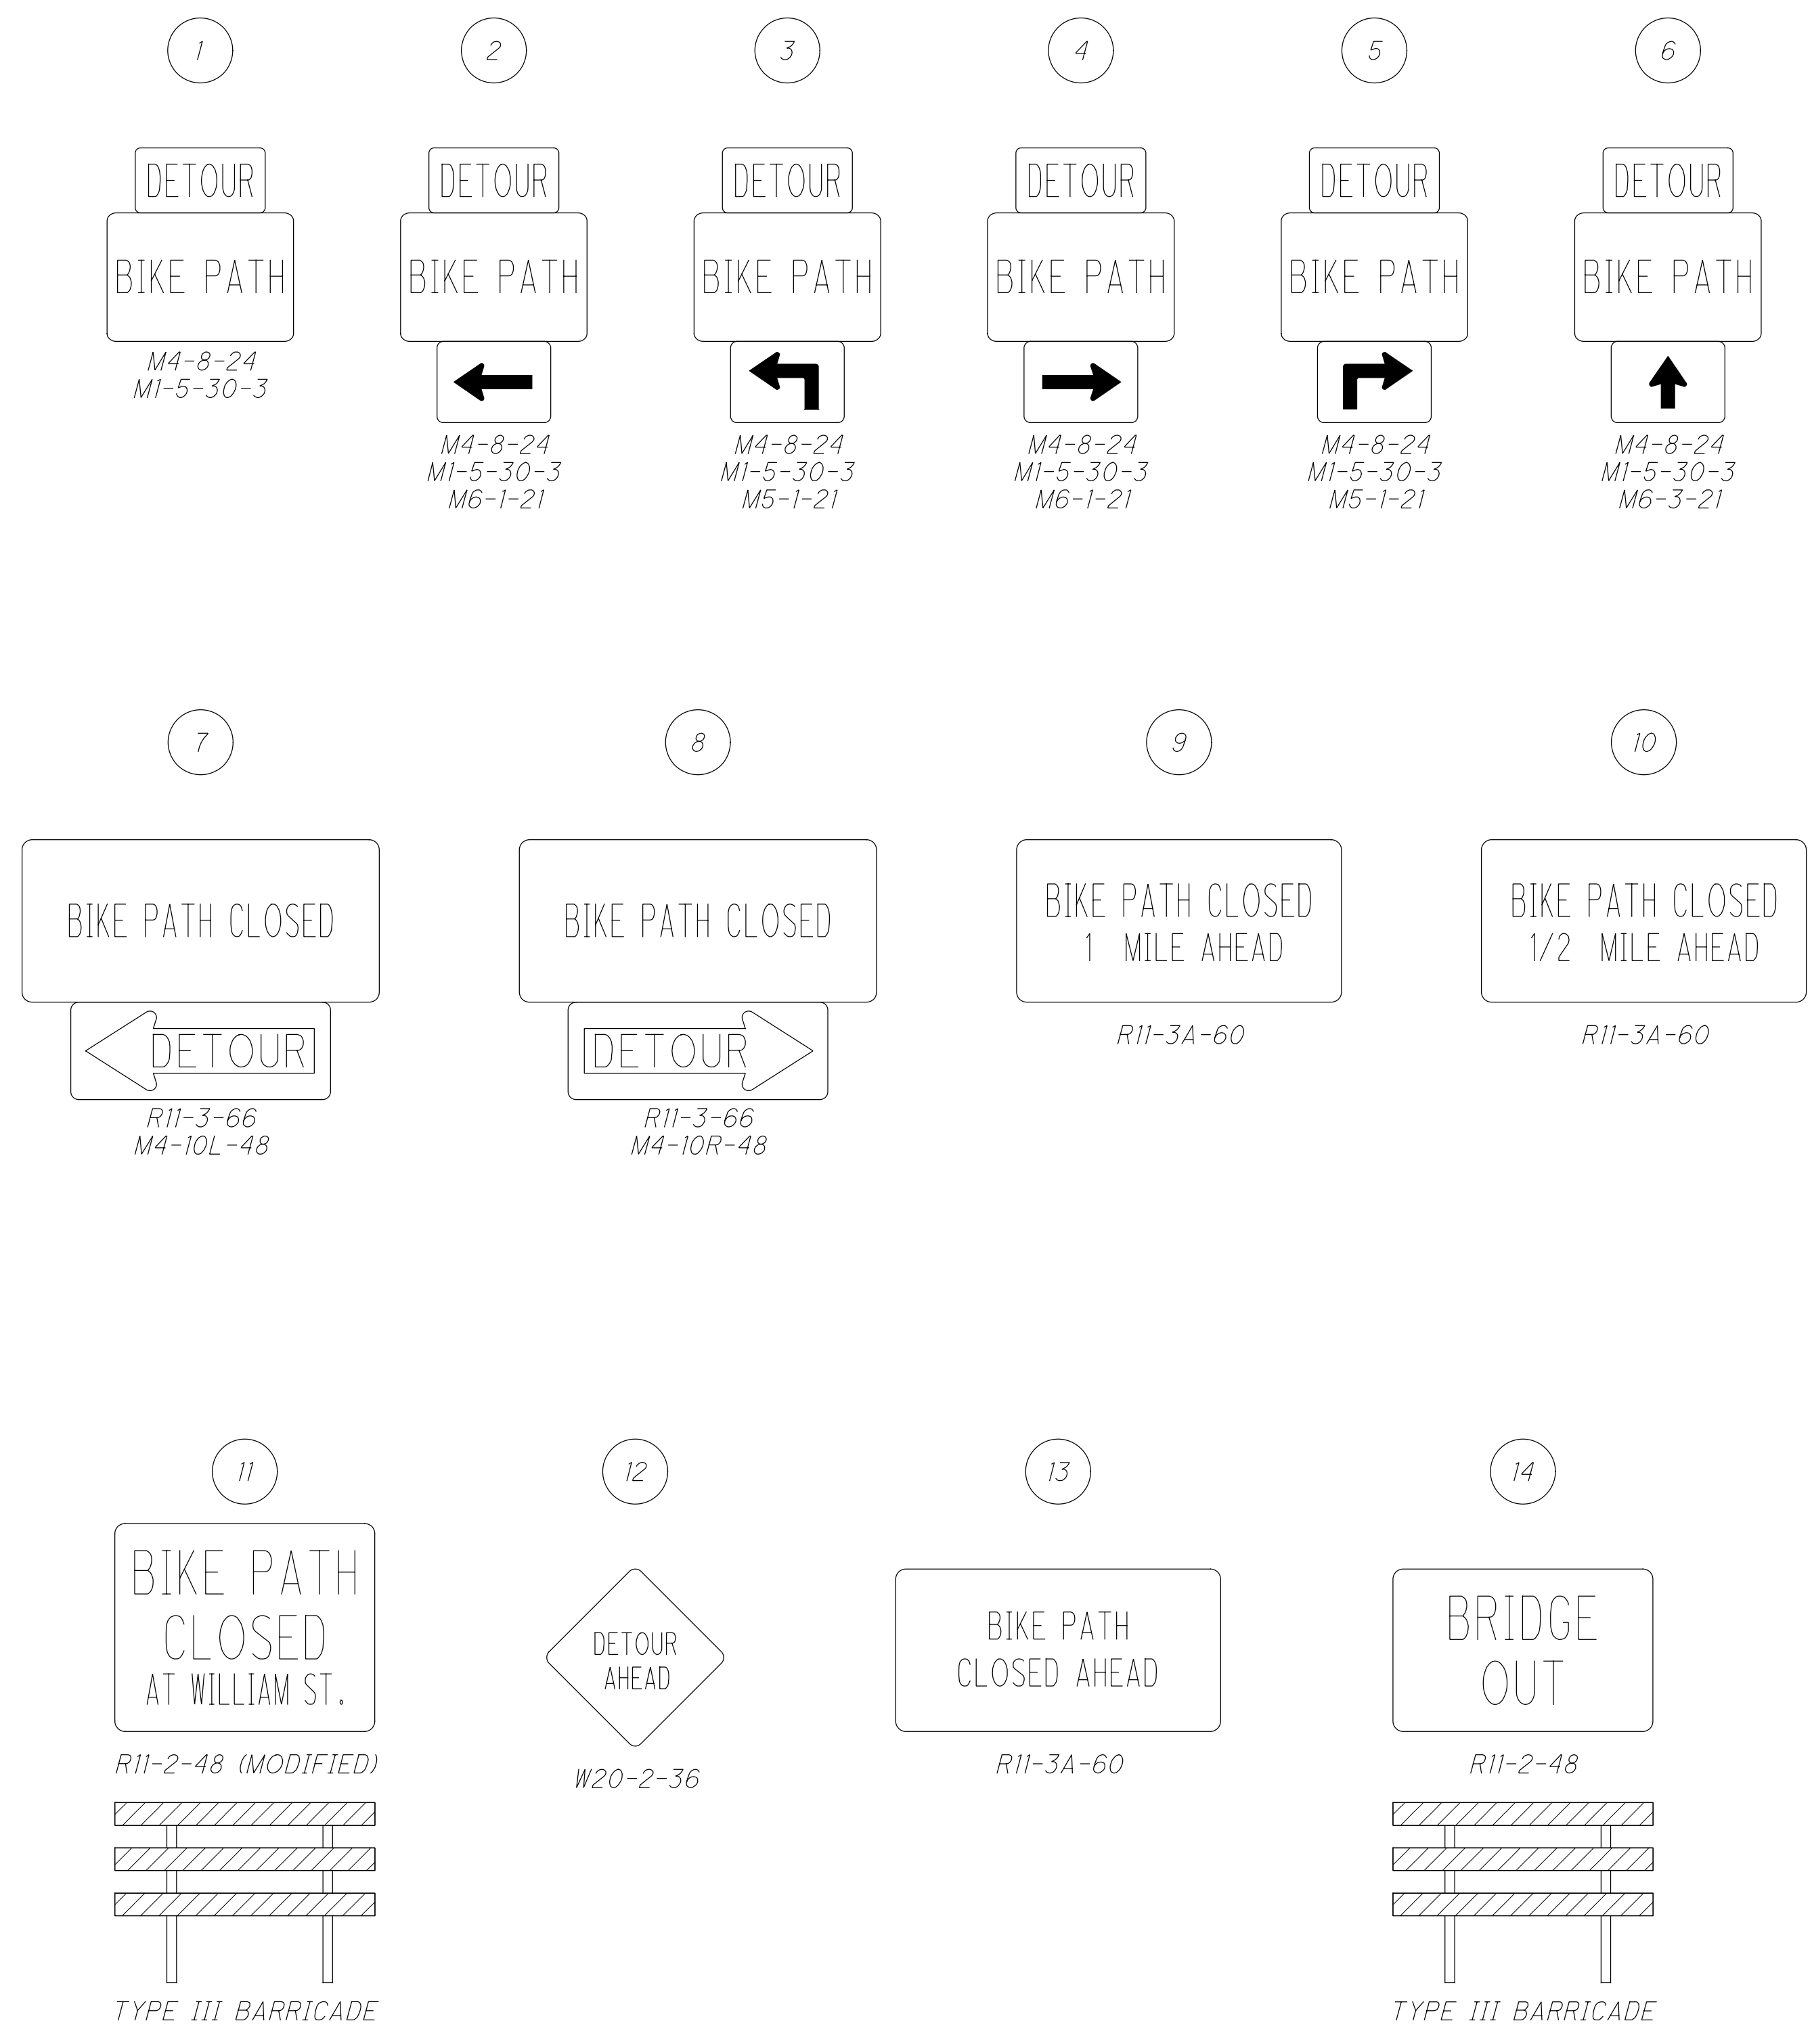 1
2
3
4
5
6
DETOUR
BIKE PATH
M4-8-24
M1-5-30-3
DETOUR
BIKE PATH
M4-8-24
M1-5-30-3
M6-1-21
DETOUR
BIKE PATH
M4-8-24
M1-5-30-3
M5-1-21
DETOUR
BIKE PATH
M4-8-24
M1-5-30-3
M6-1-21
DETOUR
BIKE PATH
M4-8-24
M1-5-30-3
M5-1-21
DETOUR
BIKE PATH
M4-8-24
M1-5-30-3
M6-3-21
7
8
9
10
BIKE PATH CLOSED
DETOUR
R11-3-66
M4-10L-48
BIKE PATH CLOSED
DETOUR
R11-3-66
M4-10R-48
BIKE PATH CLOSED
1 MILE AHEAD
R11-3A-60
BIKE PATH CLOSED
1/2 MILE AHEAD
R11-3A-60
11
12
13
14
BIKE PATH
CLOSED
AT WILLIAM ST.
R11-2-48 (MODIFIED)
TYPE III BARRICADE
DETOUR
AHEAD
W20-2-36
BIKE PATH
CLOSED AHEAD
R11-3A-60
BRIDGE
OUT
R11-2-48
TYPE III BARRICADE